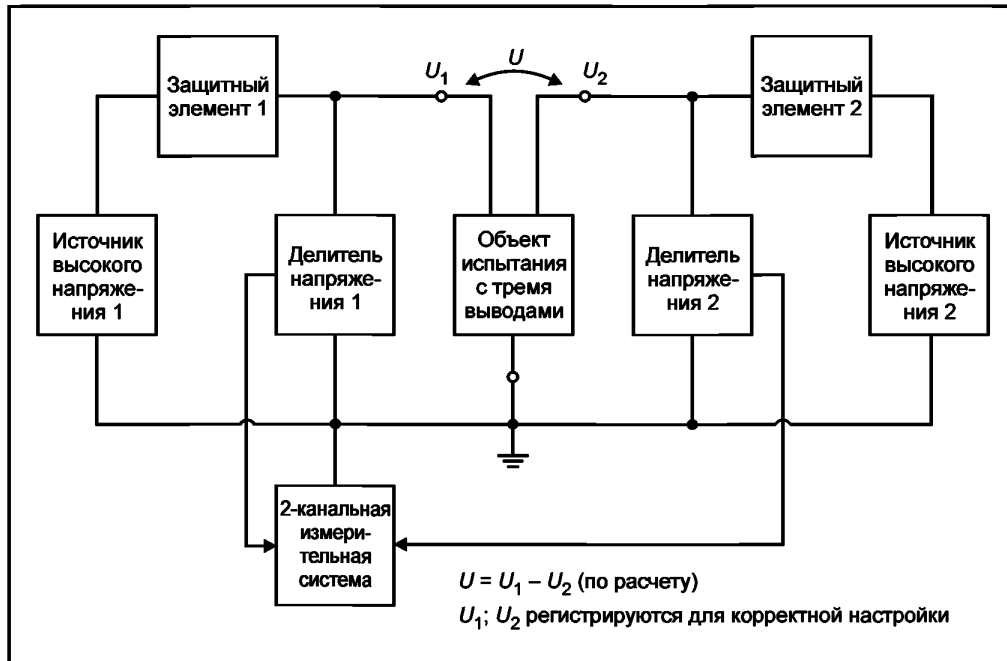 U
U1
U2
Защитный
элемент 1
Защитный
элемент 2
Источник
высокого
напряже-
ния 1
Делитель
напряже-
ния 1
Объект
испытания
с тремя
выводами
Делитель
напряже-
ния 2
Источник
высокого
напряже-
ния 2
2-канальная
измери-
тельная
система
U = U1 – U2 (по расчету)
U1; U2 регистрируются для корректной настройки